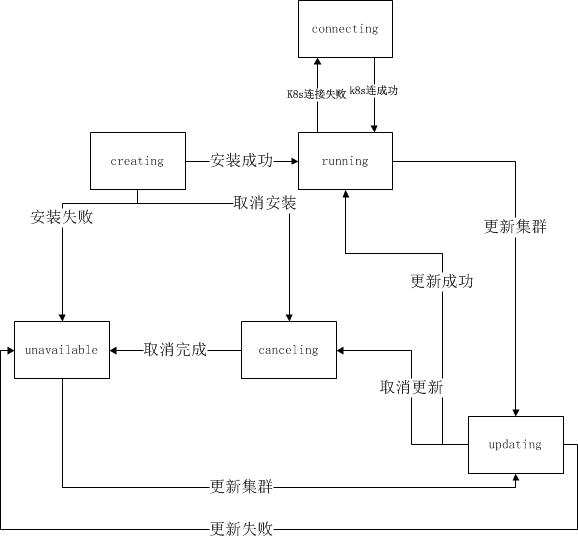 connecting
K8s连接失败
k8s连成功
creating
安装成功
running
安装失败
取消安装
更新集群
更新成功
unavailable
取消完成
canceling
取消更新
updating
更新集群
更新失败